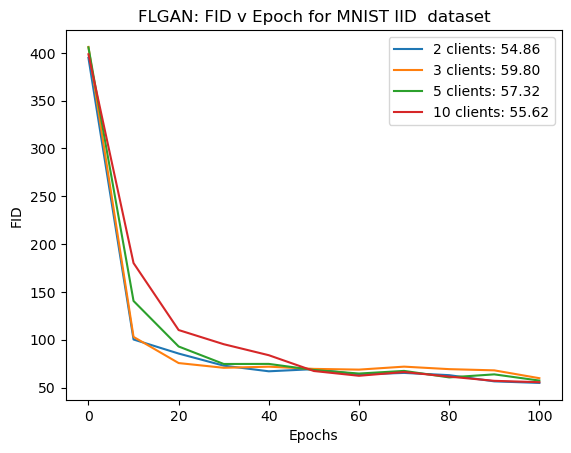 FLGAN: FID v Epoch for MNIST IID  dataset
2 clients: 54.86
3 clients: 59.80
5 clients: 57.32
10 clients: 55.62
FID
400
350
300
250
200
150
100
50
0 20 40 60 80 100
Epochs